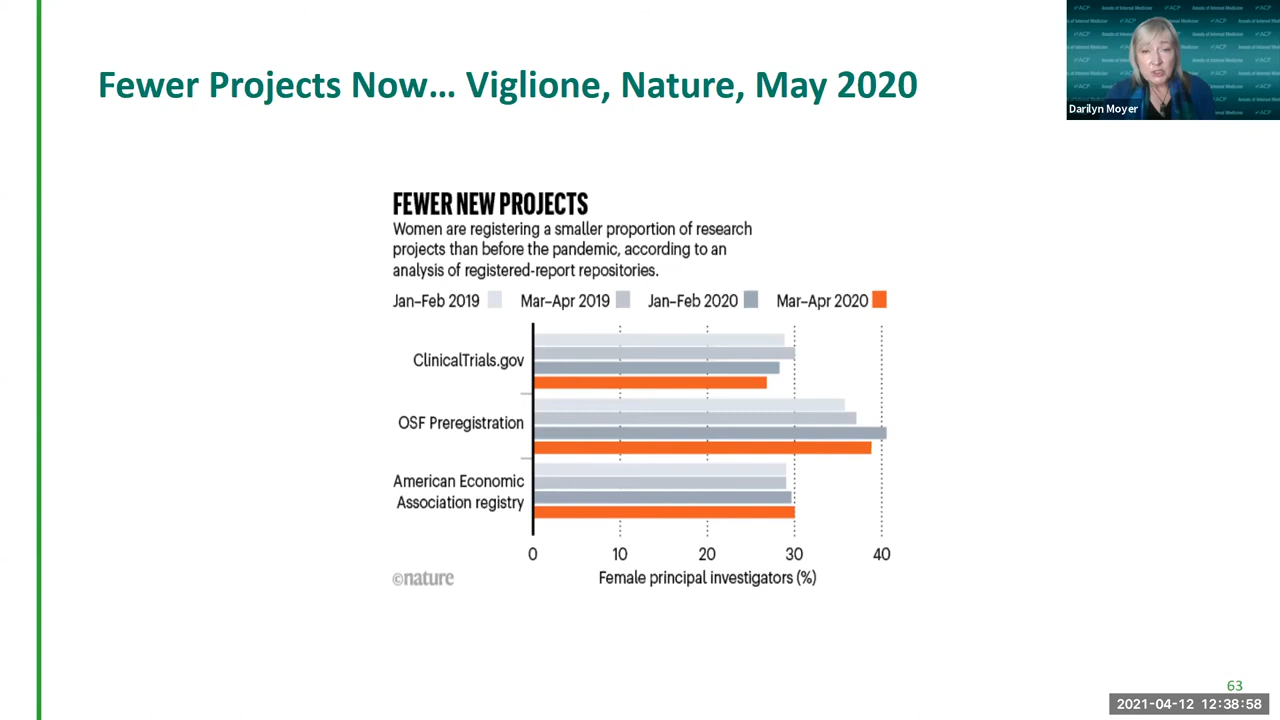 Fewer Projects Now… Viglione, Nature, May 2020
Darilyn Moyer
FEWER NEW PROJECTS
Women are registering a smaller proportion of research
projects than before the pandemic, according to an
analysis of registered-report repositories.
Jan–Feb 2019 Mar–Apr 2019 Jan–Feb 2020 Mar–Apr 2020
ClinicalTrials.gov
OSF Preregistration
American Economic
Association registry
0 10 20 30 40
Female principal investigators (%)
©nature
63
2021-04-12 12:38:58